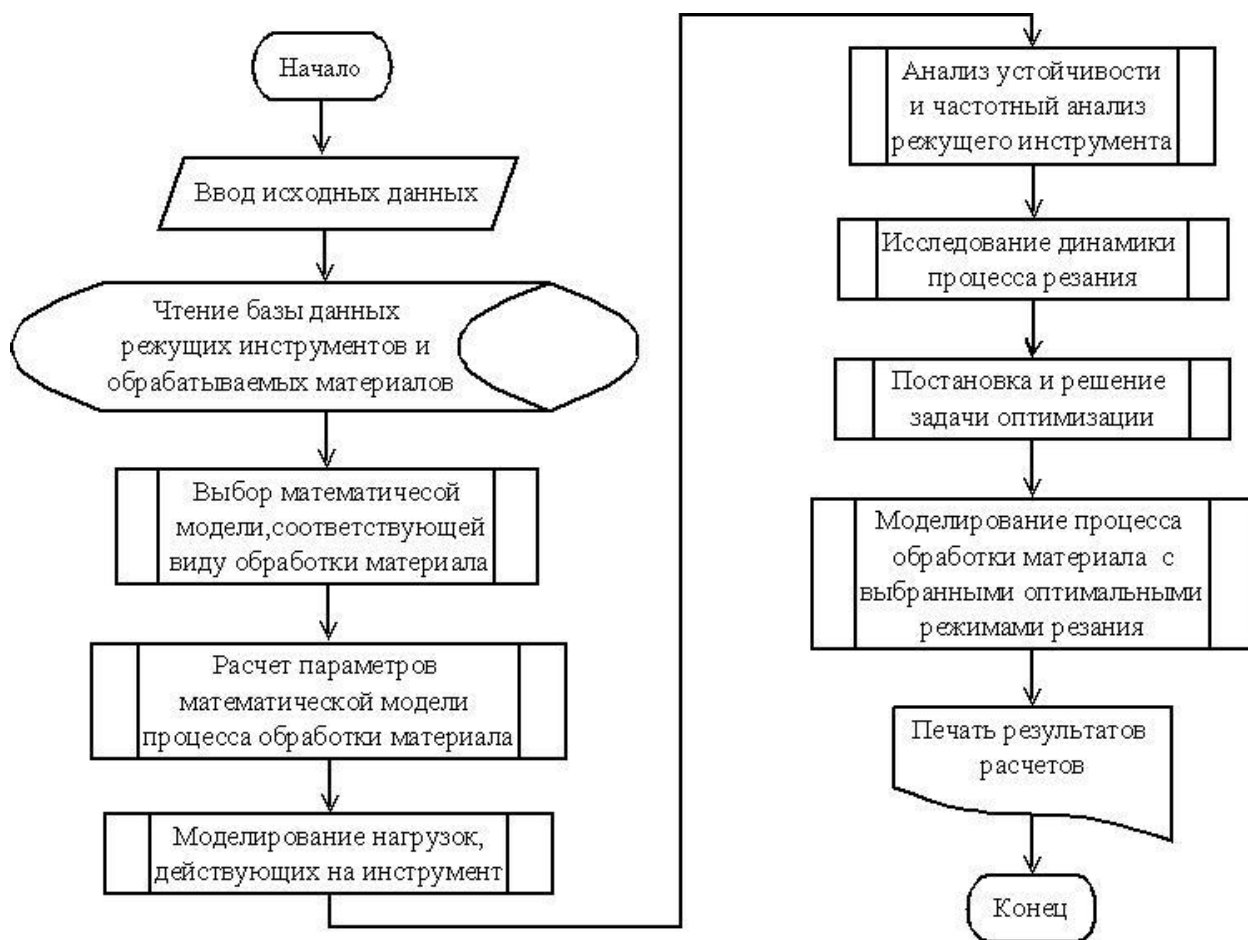 Начало
Ввод исходных данных
Чтение базы данных
режущих инструментов и
обрабатываемых материалов
Выбор математичесой
модели,соответствующей
виду обработки материала
Расчет параметров
математической модели
процесса обработки материала
Моделирование нагрузок,
действующих на инструмент
Анализ устойчивости
и частотный анализ
режущего инструмента
Исследование динамики
процесса резания
Постановка и решение
задачи оптимизации
Моделирование процесса
обработки материала с
выбранными оптимальными
режимами резания
Печать результатов
расчетов
Конец